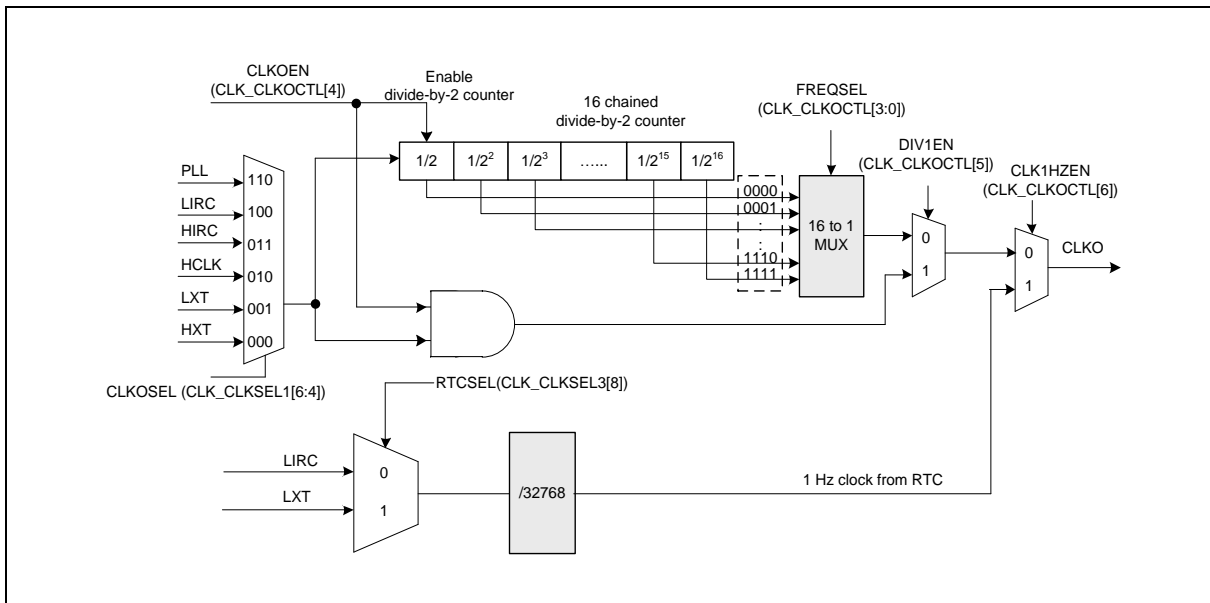 CLKOEN
(CLK_CLKOCTL[4])
Enable
divide-by-2 counter
16 chained
divide-by-2 counter
FREQSEL
(CLK_CLKOCTL[3:0])
DIV1EN
(CLK_CLKOCTL[5])
CLK1HZEN
(CLK_CLKOCTL[6])
1/2
1/2²
1/2³
…...
1/2¹⁵
1/2¹⁶
PLL
110
LIRC
100
HIRC
011
HCLK
010
LXT
001
HXT
000
CLKOSEL (CLK_CLKSEL1[6:4])
0000
0001
:
:
1110
1111
16 to 1
MUX
0
1
0
1
CLKO
RTCSEL(CLK_CLKSEL3[8])
LIRC
LXT
0
1
/32768
1 Hz clock from RTC